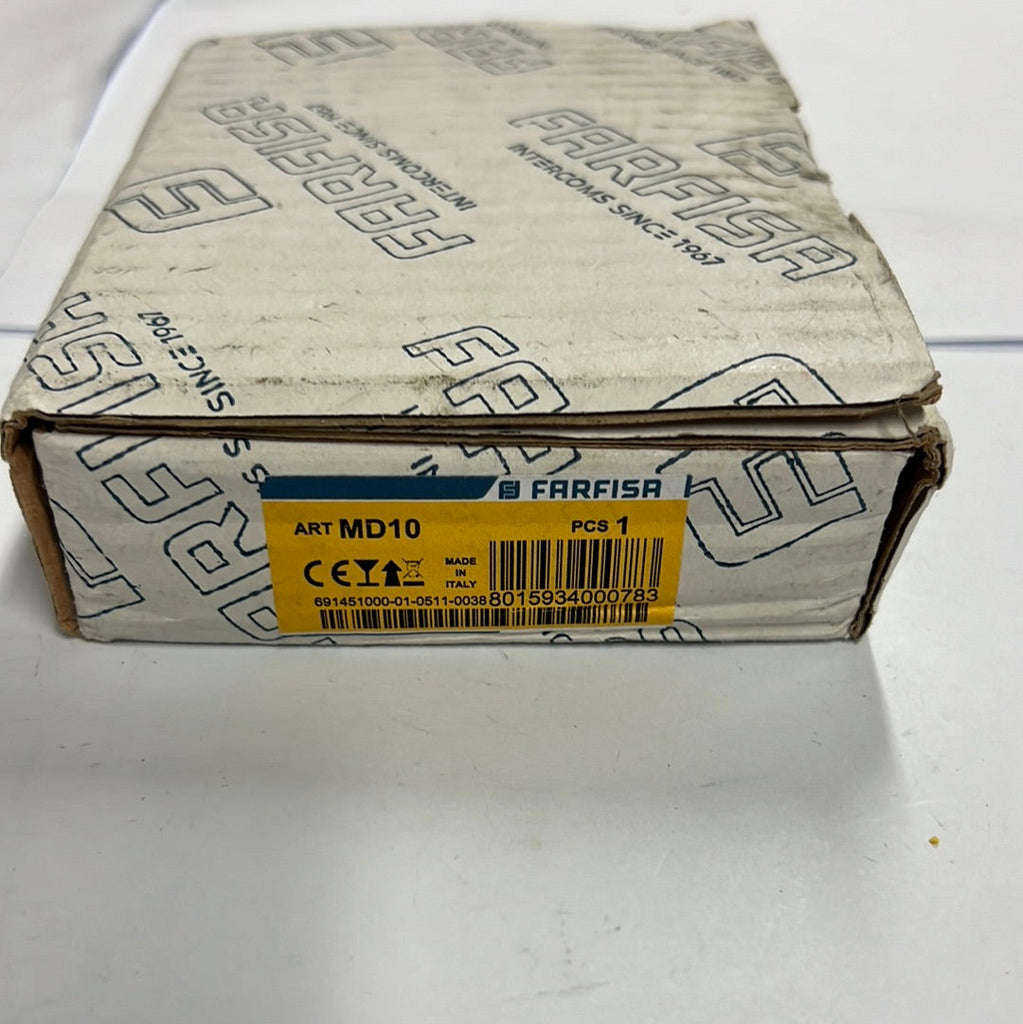 FARFISA
INTERCOMS SINCE 1967
FARFISA
INTERCOMS SINCE 1967
SINCE 1967
FARFISA
ART MD10 PCS 1
CE MADE IN ITALY
691451000-01-0511-0038 8015934000783